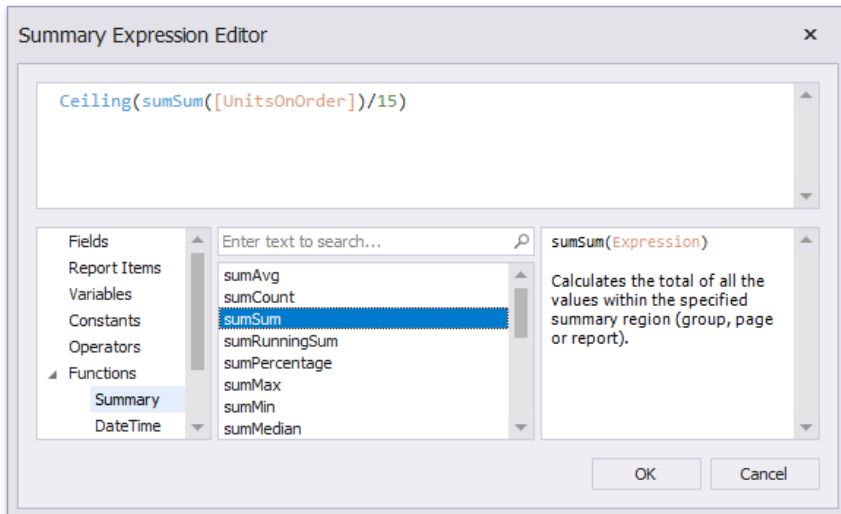 Summary Expression Editor
Ceiling(sumSum([UnitsOnOrder])/15)
Fields
Report Items
Variables
Constants
Operators
Functions
Summary
DateTime
Enter text to search...
sumAvg
sumCount
sumSum
sumRunningSum
sumPercentage
sumMax
sumMin
sumMedian
sumSum(Expression)
Calculates the total of all the
values within the specified
summary region (group, page
or report).
OK
Cancel